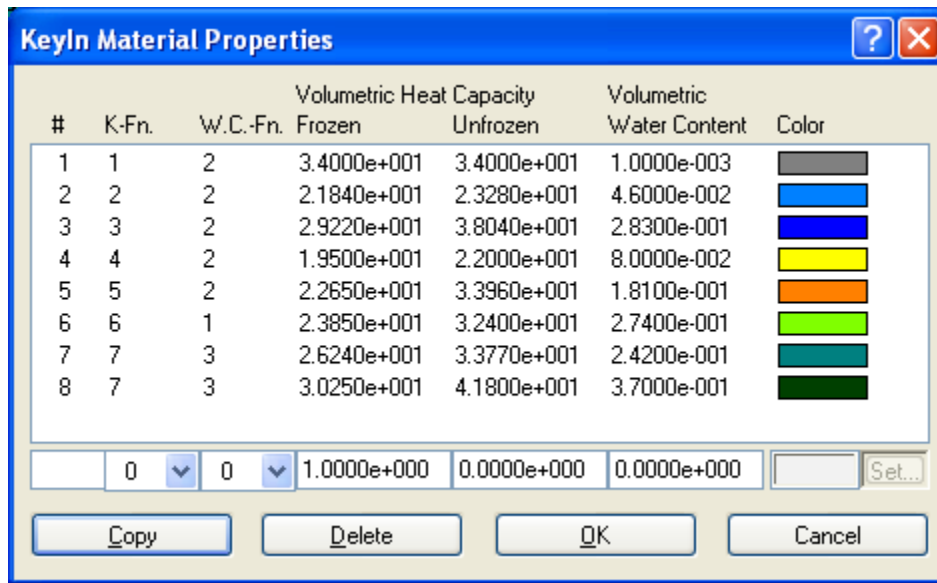 KeyIn Material Properties
Volumetric Heat Capacity Volumetric
# K-Fn. W.C.-Fn. Frozen Unfrozen Water Content Color
1 1 2 3.4000e+001 3.4000e+001 1.0000e-003
2 2 2 2.1840e+001 2.3280e+001 4.6000e-002
3 3 2 2.9220e+001 3.8040e+001 2.8300e-001
4 4 2 1.9500e+001 2.2000e+001 8.0000e-002
5 5 2 2.2650e+001 3.3960e+001 1.8100e-001
6 6 1 2.3850e+001 3.2400e+001 2.7400e-001
7 7 3 2.6240e+001 3.3770e+001 2.4200e-001
8 7 3 3.0250e+001 4.1800e+001 3.7000e-001
0 0 1.0000e+000 0.0000e+000 0.0000e+000 Set...
Copy Delete OK Cancel